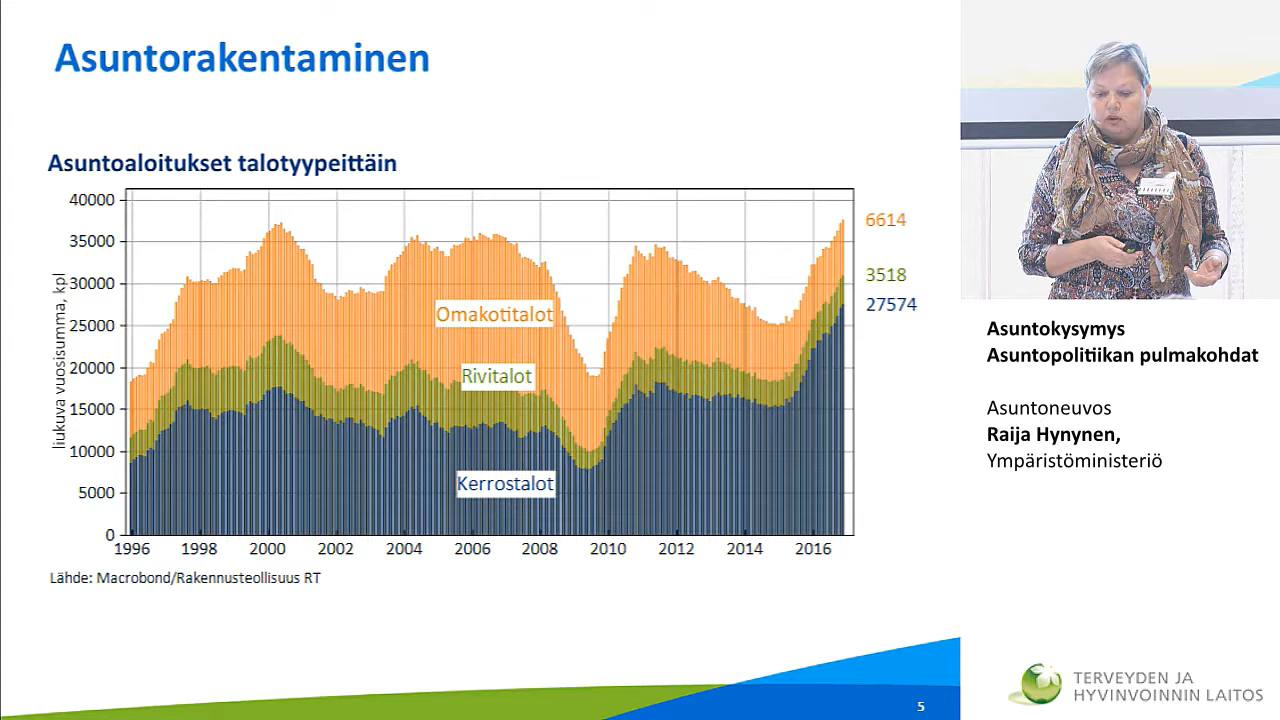 Asuntorakentaminen
Asuntoaloitukset talotyypeittäin
liukuva vuosisumma, kpl
40000
35000
30000
25000
20000
15000
10000
5000
0
1996 1998 2000 2002 2004 2006 2008 2010 2012 2014 2016
Omakotitalot
Rivitalot
Kerrostalot
6614
3518
27574
Lähde: Macrobond/Rakennusteollisuus RT
5
Asuntokysymys
Asuntopolitiikan pulmakohdat
Asuntoneuvos
Raija Hynynen,
Ympäristöministeriö
TERVEYDEN JA
HYVINVOINNIN LAITOS